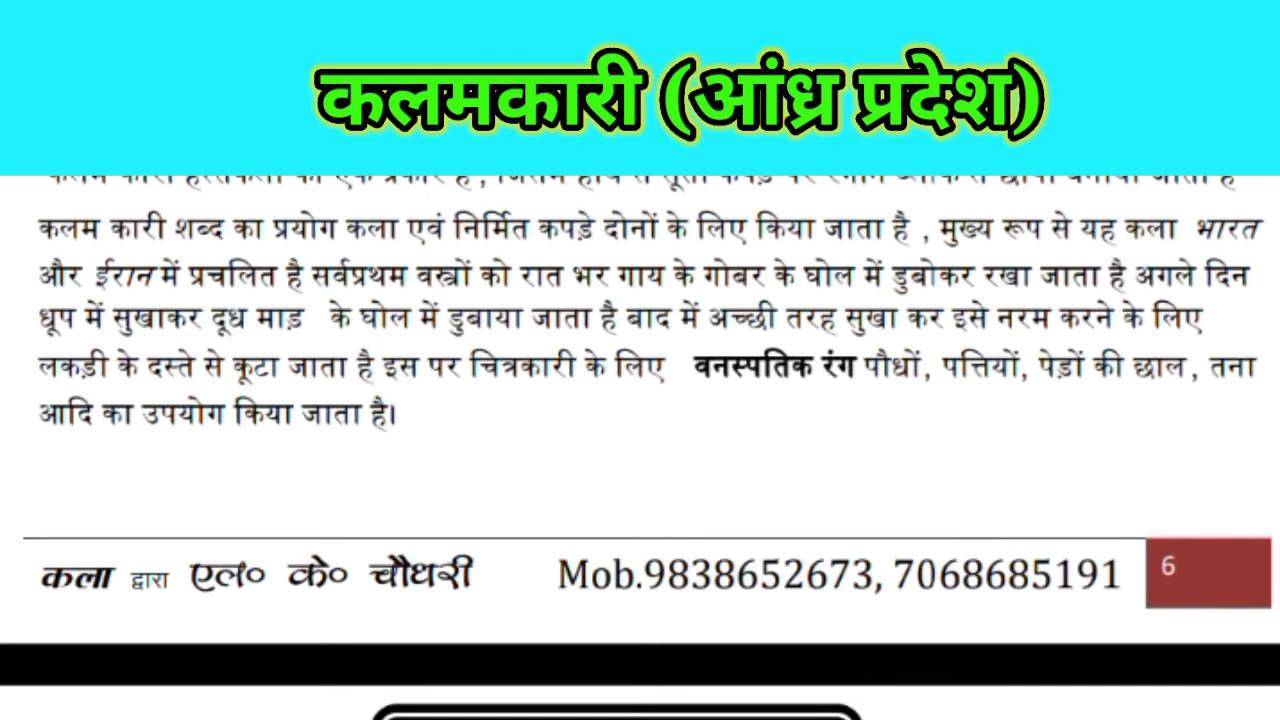 कलमकारी (आंध्र प्रदेश)
कलम कारी शब्द का प्रयोग कला एवं निर्मित कपड़े दोनों के लिए किया जाता है , मुख्य रूप से यह कला भारत
और ईरान में प्रचलित है सर्वप्रथम वस्त्रों को रात भर गाय के गोबर के घोल में डुबोकर रखा जाता है अगले दिन
धूप में सुखाकर दूध माड़ के घोल में डुबाया जाता है बाद में अच्छी तरह सुखा कर इसे नरम करने के लिए
लकड़ी के दस्ते से कूटा जाता है इस पर चित्रकारी के लिए वनस्पतिक रंग पौधों, पत्तियों, पेड़ों की छाल, तना
आदि का उपयोग किया जाता है।
कला द्वारा एल० के० चौधरी Mob.9838652673, 7068685191 6